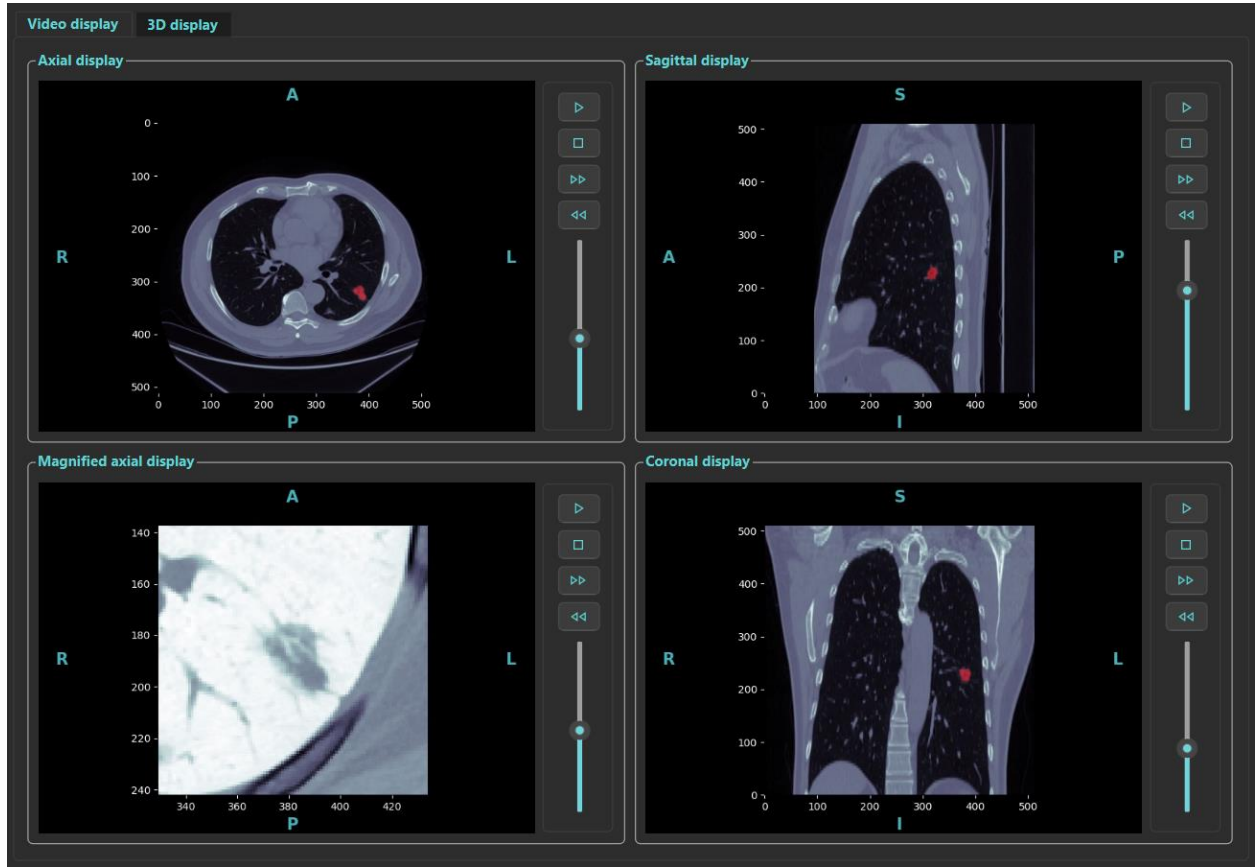 Video display
3D display
Axial display
A
0
100
200
300
400
500
R
L
0 100 200 300 400 500
P
Sagittal display
S
500
400
300
200
100
0
A
P
0 100 200 300 400 500
I
Magnified axial display
A
140
160
180
200
220
240
R
L
340 360 380 400 420
P
Coronal display
S
500
400
300
200
100
0
R
L
0 100 200 300 400 500
I